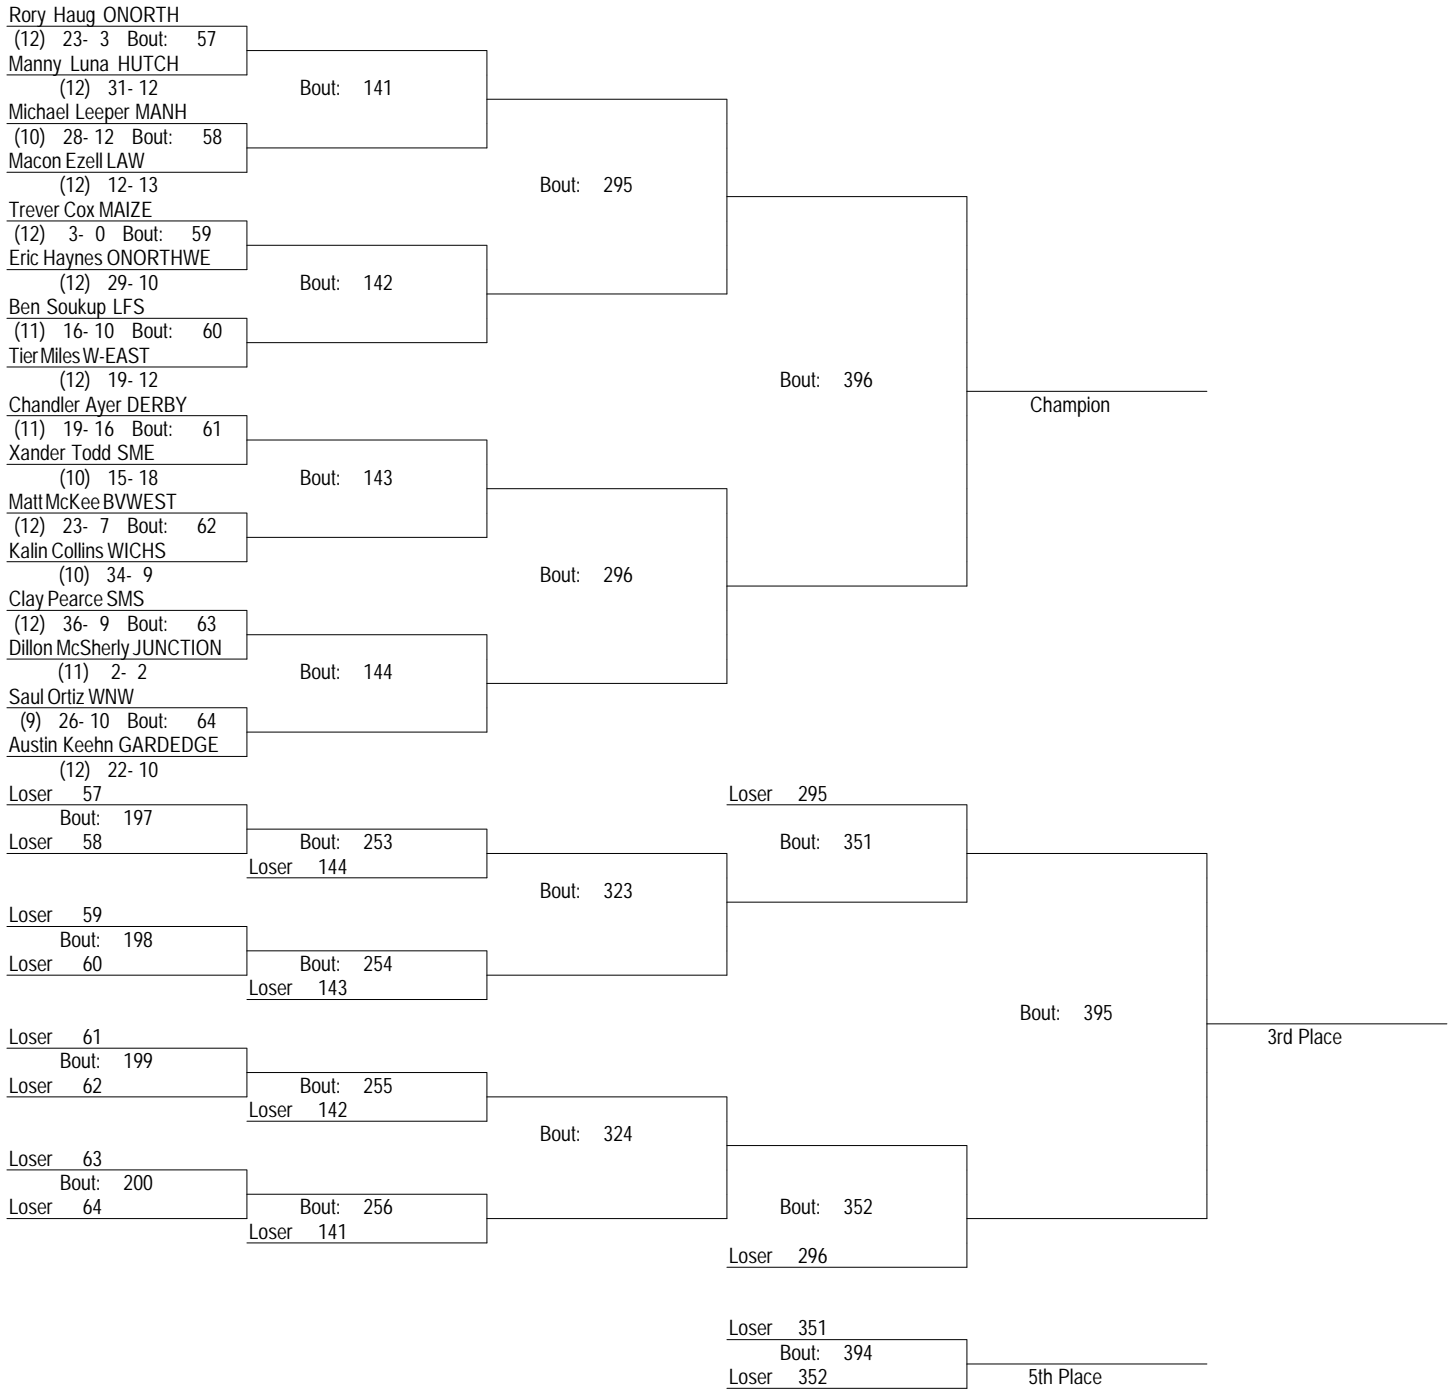 Rory Haug ONORTH
(12) 23- 3 Bout: 57
Manny Luna HUTCH
(12) 31- 12
Bout: 141
Michael Leeper MANH
(10) 28- 12 Bout: 58
Macon Ezell LAW
(12) 12- 13
Bout: 295
Trever Cox MAIZE
(12) 3- 0 Bout: 59
Eric Haynes ONORTHWE
(12) 29- 10
Bout: 142
Ben Soukup LFS
(11) 16- 10 Bout: 60
Tier Miles W-EAST
(12) 19- 12
Bout: 396
Champion
Chandler Ayer DERBY
(11) 19- 16 Bout: 61
Xander Todd SME
(10) 15- 18
Bout: 143
Matt McKee BVWEST
(12) 23- 7 Bout: 62
Kalin Collins WICHS
(10) 34- 9
Bout: 296
Clay Pearce SMS
(12) 36- 9 Bout: 63
Dillon McSherly JUNCTION
(11) 2- 2
Bout: 144
Saul Ortiz WNW
(9) 26- 10 Bout: 64
Austin Keehn GARDEDGE
(12) 22- 10
Loser 57
Bout: 197
Loser 58
Bout: 253
Loser 144
Loser 295
Bout: 351
Bout: 323
Loser 59
Bout: 198
Loser 60
Bout: 254
Loser 143
Bout: 395
3rd Place
Loser 61
Bout: 199
Loser 62
Bout: 255
Loser 142
Bout: 324
Loser 63
Bout: 200
Loser 64
Bout: 256
Loser 141
Bout: 352
Loser 296
Loser 351
Bout: 394
Loser 352
5th Place